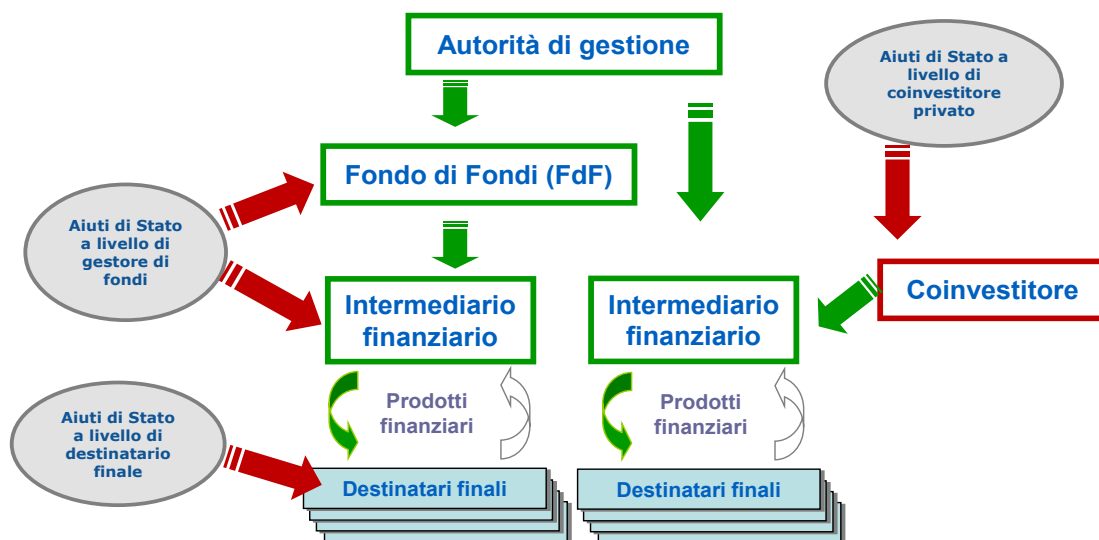 Autorità di gestione
Aiuti di Stato a
livello di
coinvestitore
privato
Fondo di Fondi (FdF)
Aiuti di Stato
a livello di
gestore di
fondi
Intermediario
finanziario
Intermediario
finanziario
Coinvestitore
Prodotti
finanziari
Prodotti
finanziari
Aiuti di Stato
a livello di
destinatario
finale
Destinatari finali
Destinatari finali